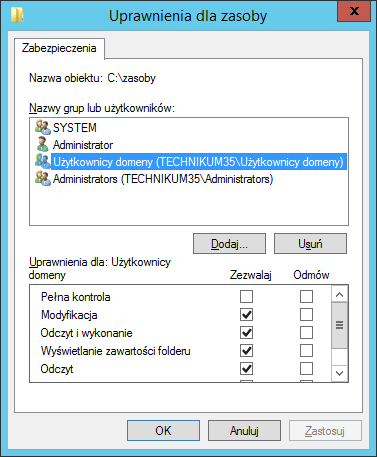 Uprawnienia dla zasoby
x
Zabezpieczenia
Nazwa obiektu: C:\zasoby
Nazwy grup lub użytkowników:
SYSTEM
Administrator
Użytkownicy domeny (TECHNIKUM35\Użytkownicy domeny)
Administrators (TECHNIKUM35\Administrators)
Dodaj... Usuń
Uprawnienia dla: Użytkownicy
domeny Zezwalaj Odmów
Pełna kontrola
Modyfikacja
Odczyt i wykonanie
Wyświetlanie zawartości folderu
Odczyt
OK Anuluj Zastosuj